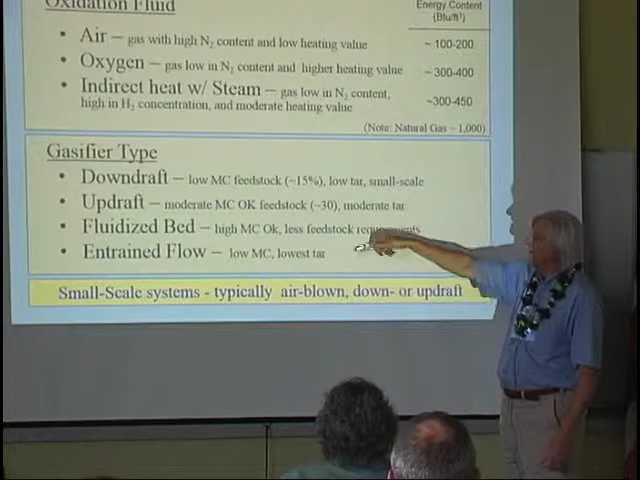 Oxidation Fluid
Energy Content
(Btu/ft³)
• Air – gas with high N₂ content and low heating value
~ 100-200
• Oxygen – gas low in N₂ content and higher heating value
~ 300-400
• Indirect heat w/ Steam – gas low in N₂ content,
high in H₂ concentration, and moderate heating value
~300-450
(Note: Natural Gas ~ 1,000)
Gasifier Type
• Downdraft – low MC feedstock (~15%), low tar, small-scale
• Updraft – moderate MC OK feedstock (~30), moderate tar
• Fluidized Bed – high MC Ok, less feedstock requirements
• Entrained Flow – low MC, lowest tar
Small-Scale systems - typically air-blown, down- or updraft